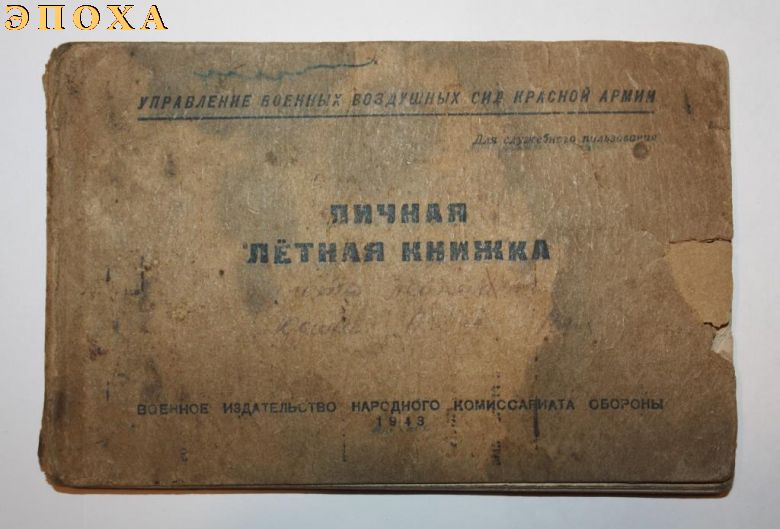 ЭПОХА
УПРАВЛЕНИЕ ВОЕННЫХ ВОЗДУШНЫХ СИЛ КРАСНОЙ АРМИИ
Для служебного пользования
ЛИЧНАЯ
ЛЁТНАЯ КНИЖКА
ВОЕННОЕ ИЗДАТЕЛЬСТВО НАРОДНОГО КОМИССАРИАТА ОБОРОНЫ
1943